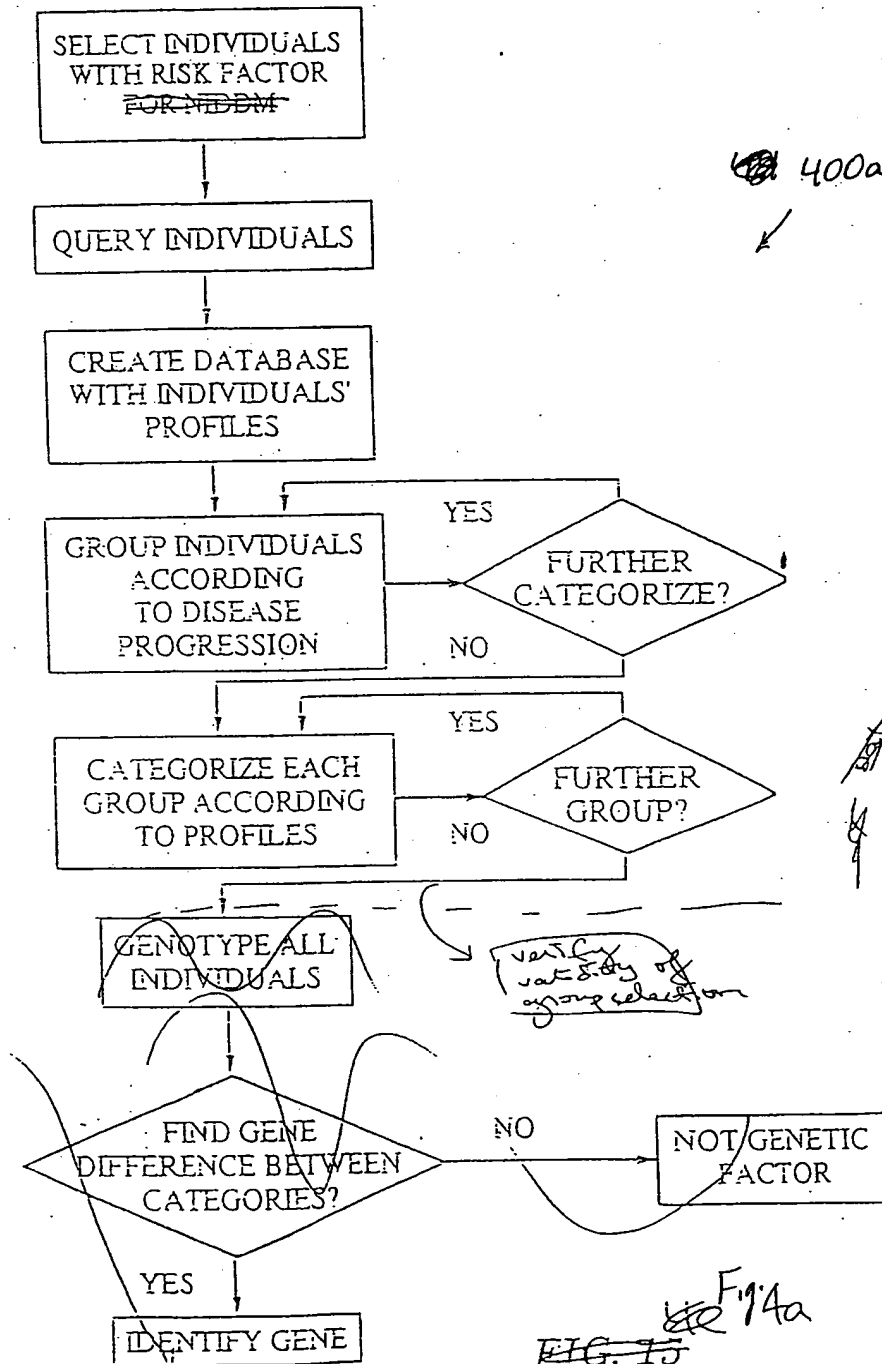 SELECT INDIVIDUALS
WITH RISK FACTOR
FOR NIDDM
400a
QUERY INDIVIDUALS
CREATE DATABASE
WITH INDIVIDUALS'
PROFILES
YES
GROUP INDIVIDUALS
ACCORDING
TO DISEASE
PROGRESSION
FURTHER
CATEGORIZE?
NO
YES
CATEGORIZE EACH
GROUP ACCORDING
TO PROFILES
FURTHER
GROUP?
NO
GENOTYPE ALL
INDIVIDUALS
verify
validity of
group selection
FIND GENE
DIFFERENCE BETWEEN
CATEGORIES?
NO
NOT GENETIC
FACTOR
YES
IDENTIFY GENE
Fig. 4a
FIG. 15